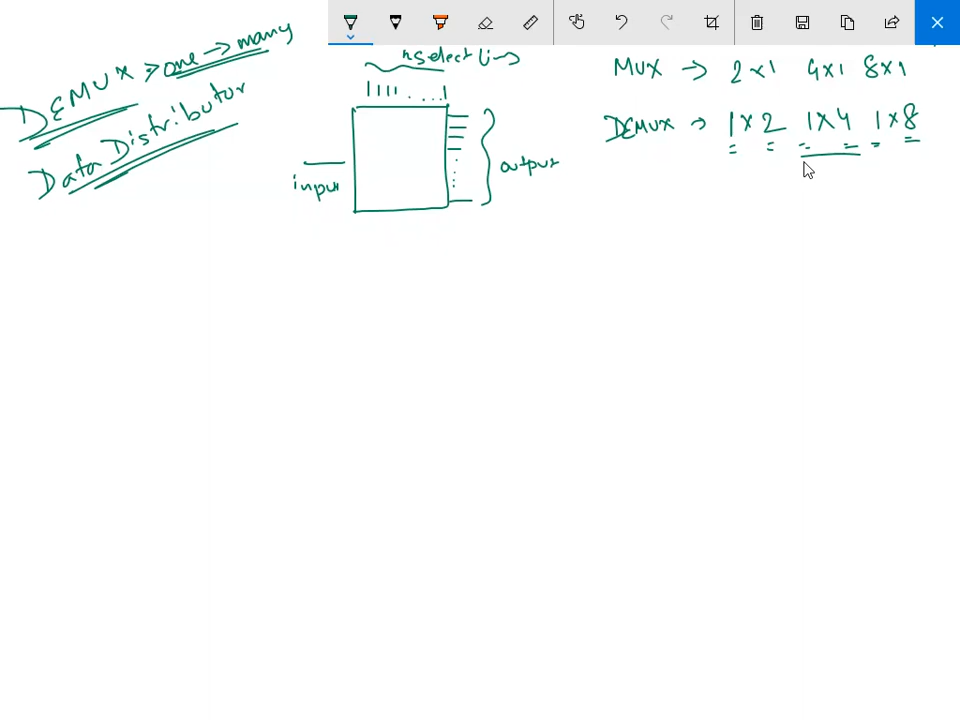 DEMUX → one → many
Data Distributor
n select lines
input
output
MUX → 2×1 4×1 8×1
DEMUX → 1×2 1×4 1×8